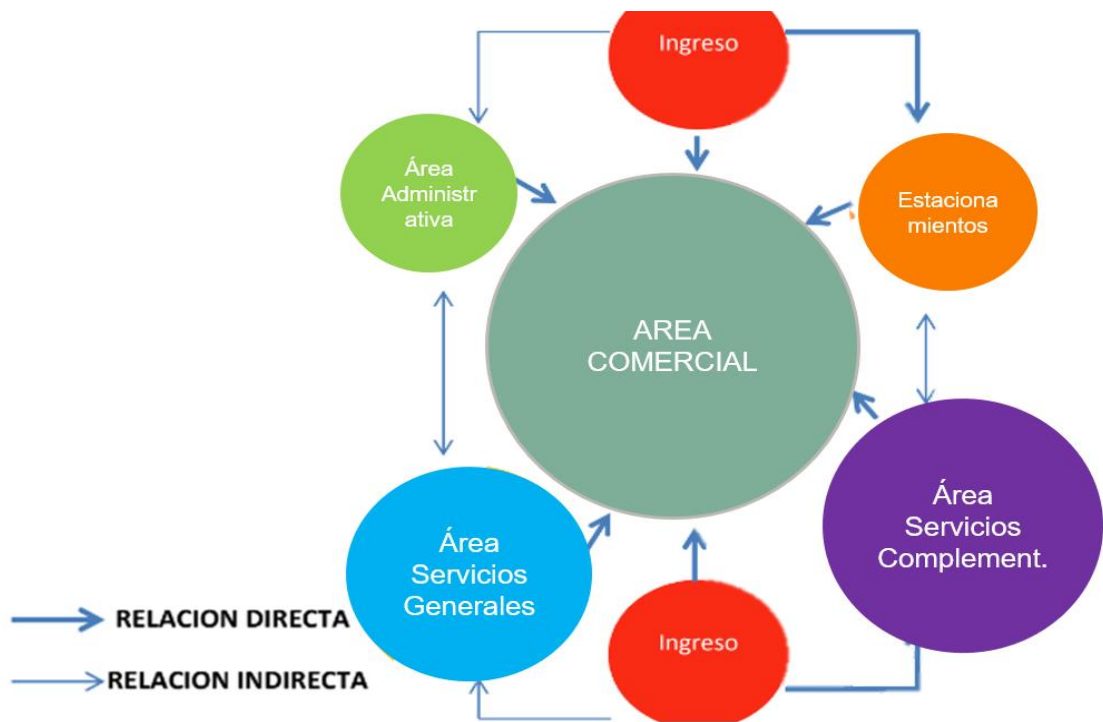 Ingreso
Área
Administr
ativa
Estaciona
mientos
AREA
COMERCIAL
Área
Servicios
Complement.
Área
Servicios
Generales
Ingreso
RELACION DIRECTA
RELACION INDIRECTA